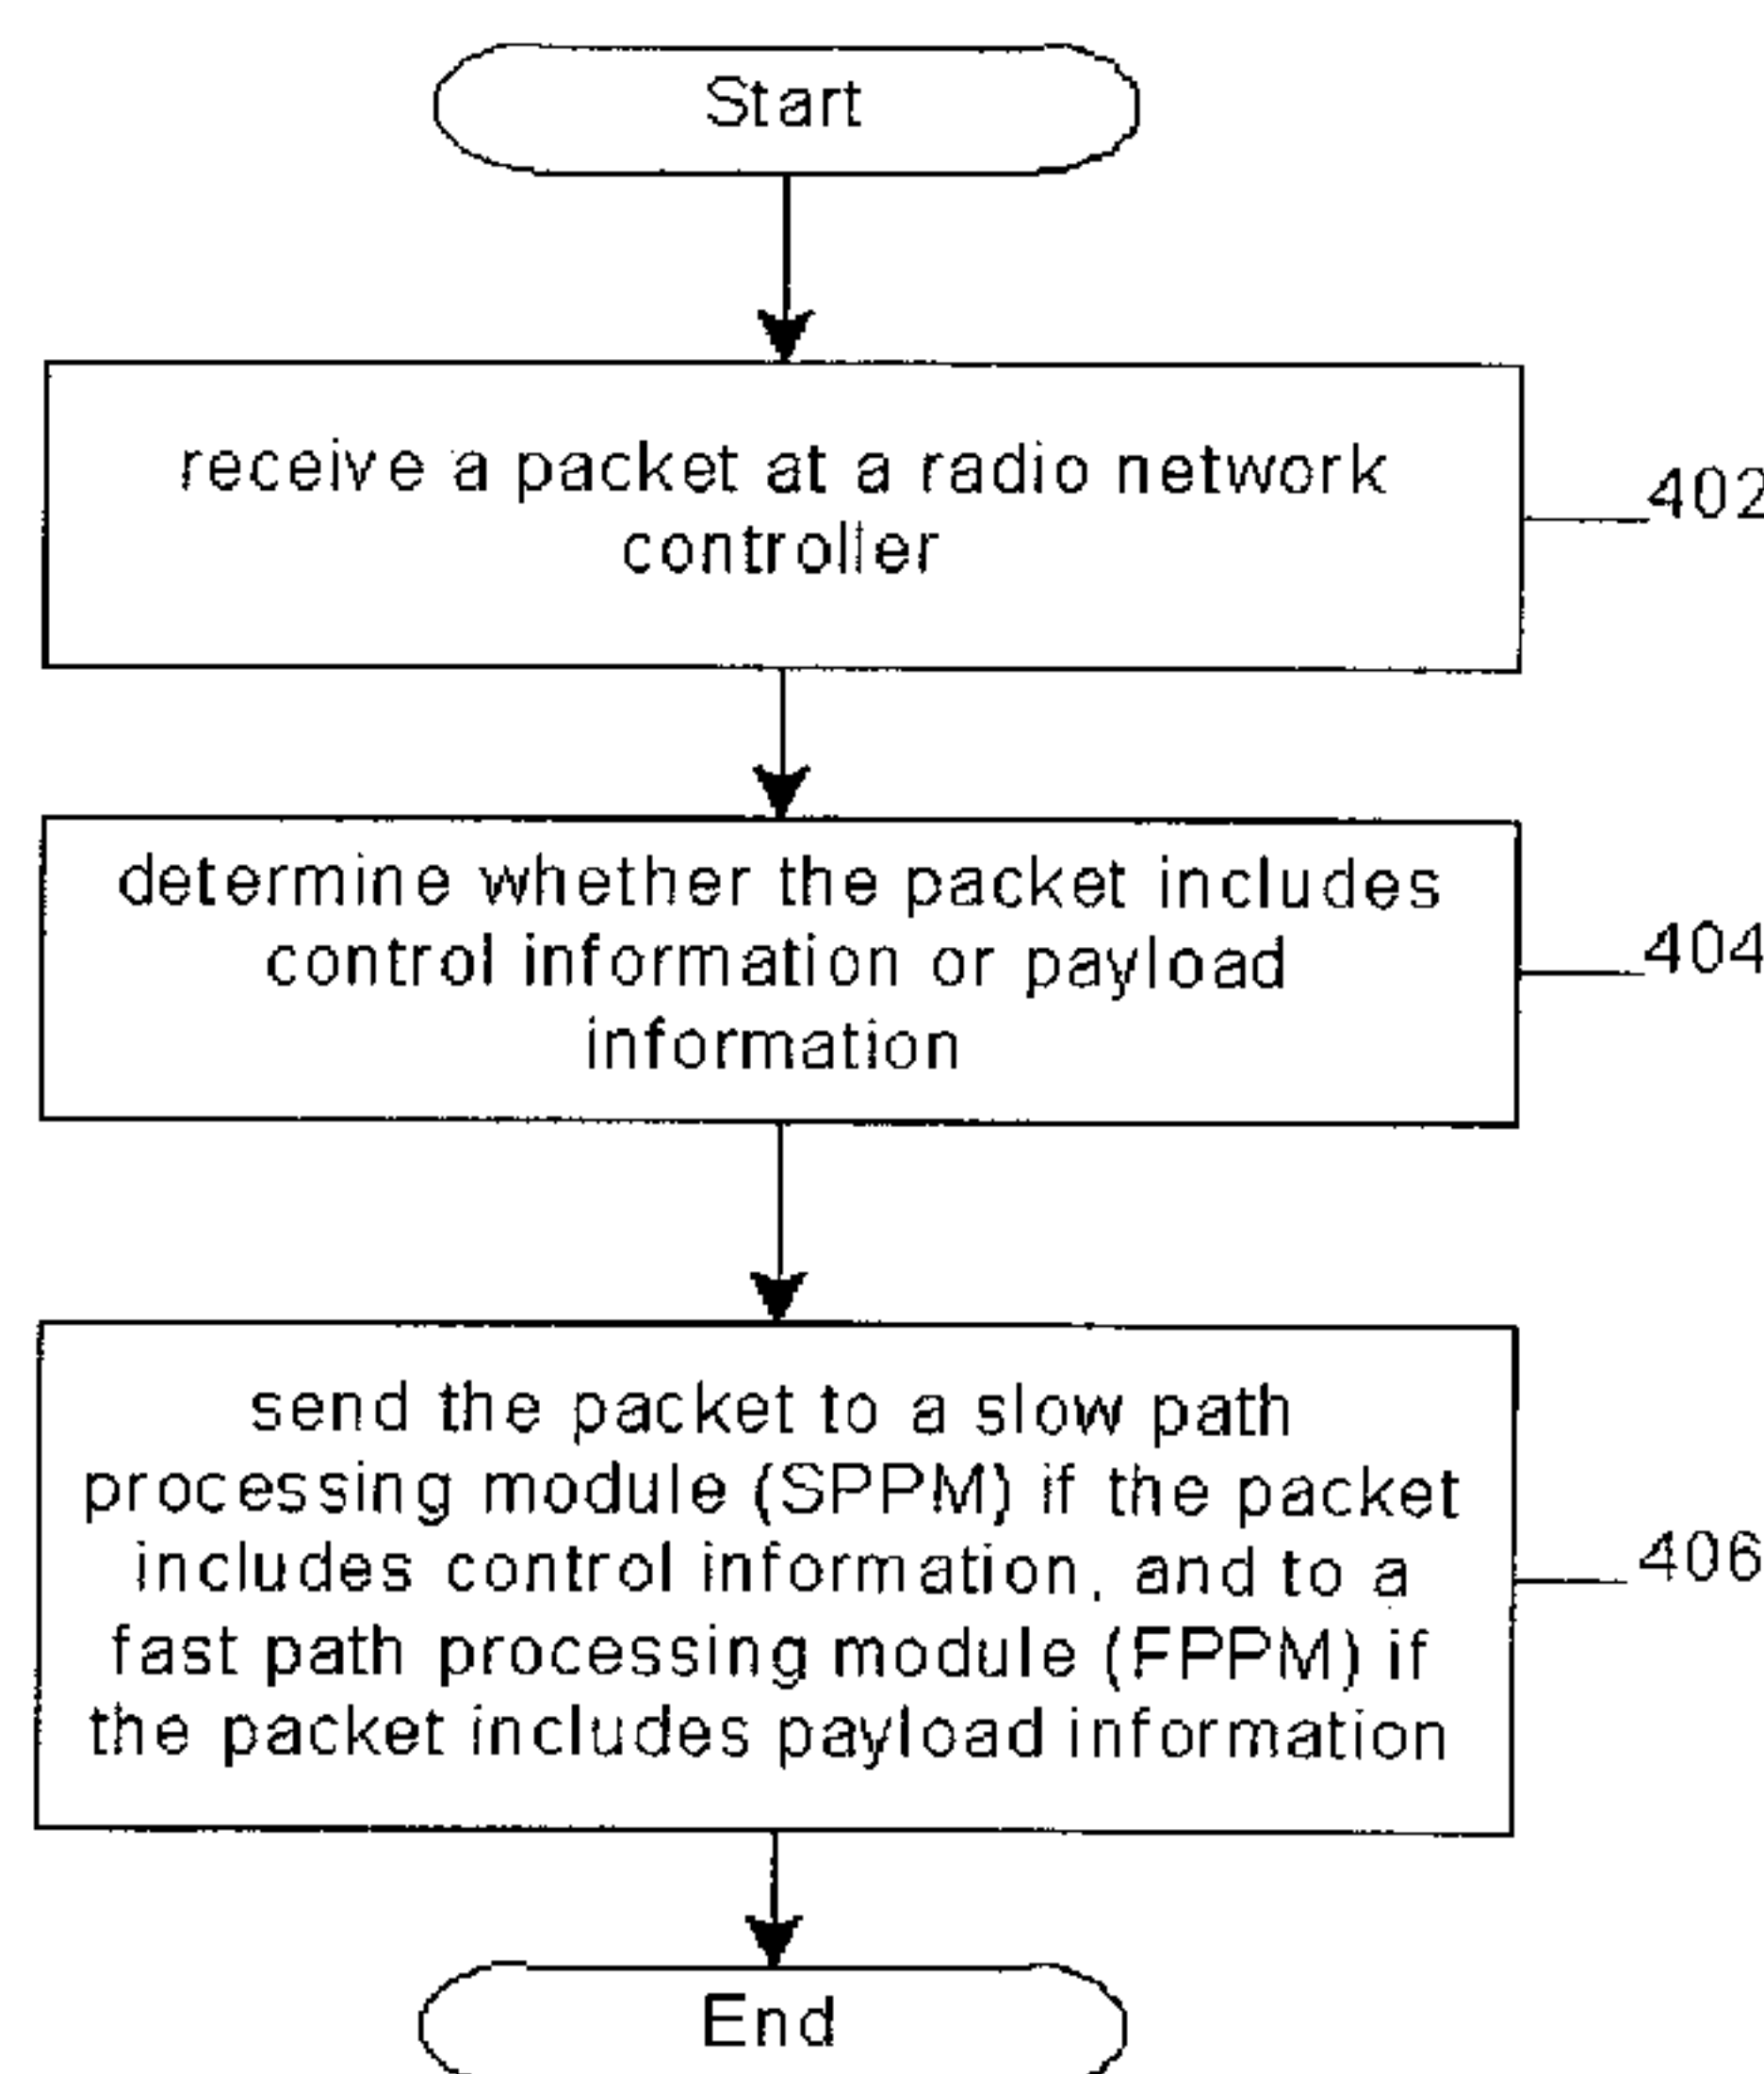 Start
receive a packet at a radio network
controller
402
determine whether the packet includes
control information or payload
information
404
send the packet to a slow path
processing module (SPPM) if the packet
includes control information, and to a
fast path processing module (FPPM) if
the packet includes payload information
406
End